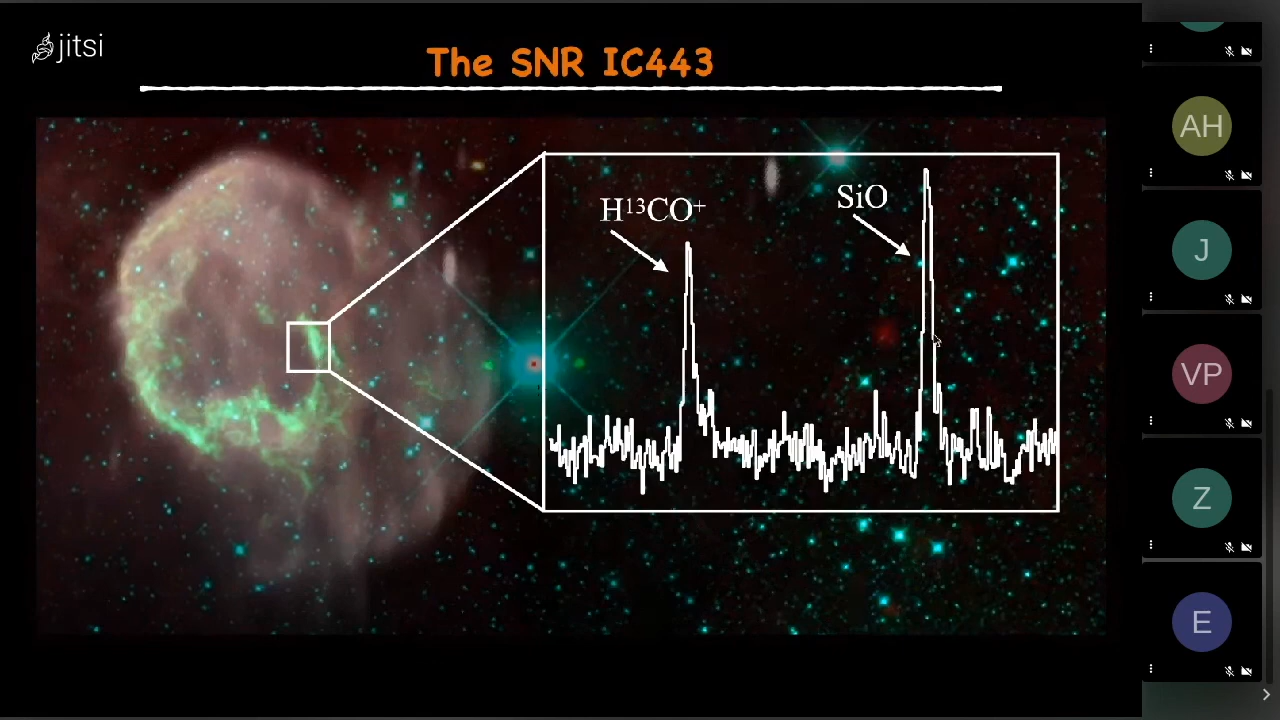 jitsi
The SNR IC443
H¹³CO⁺
SiO
AH
J
VP
Z
E